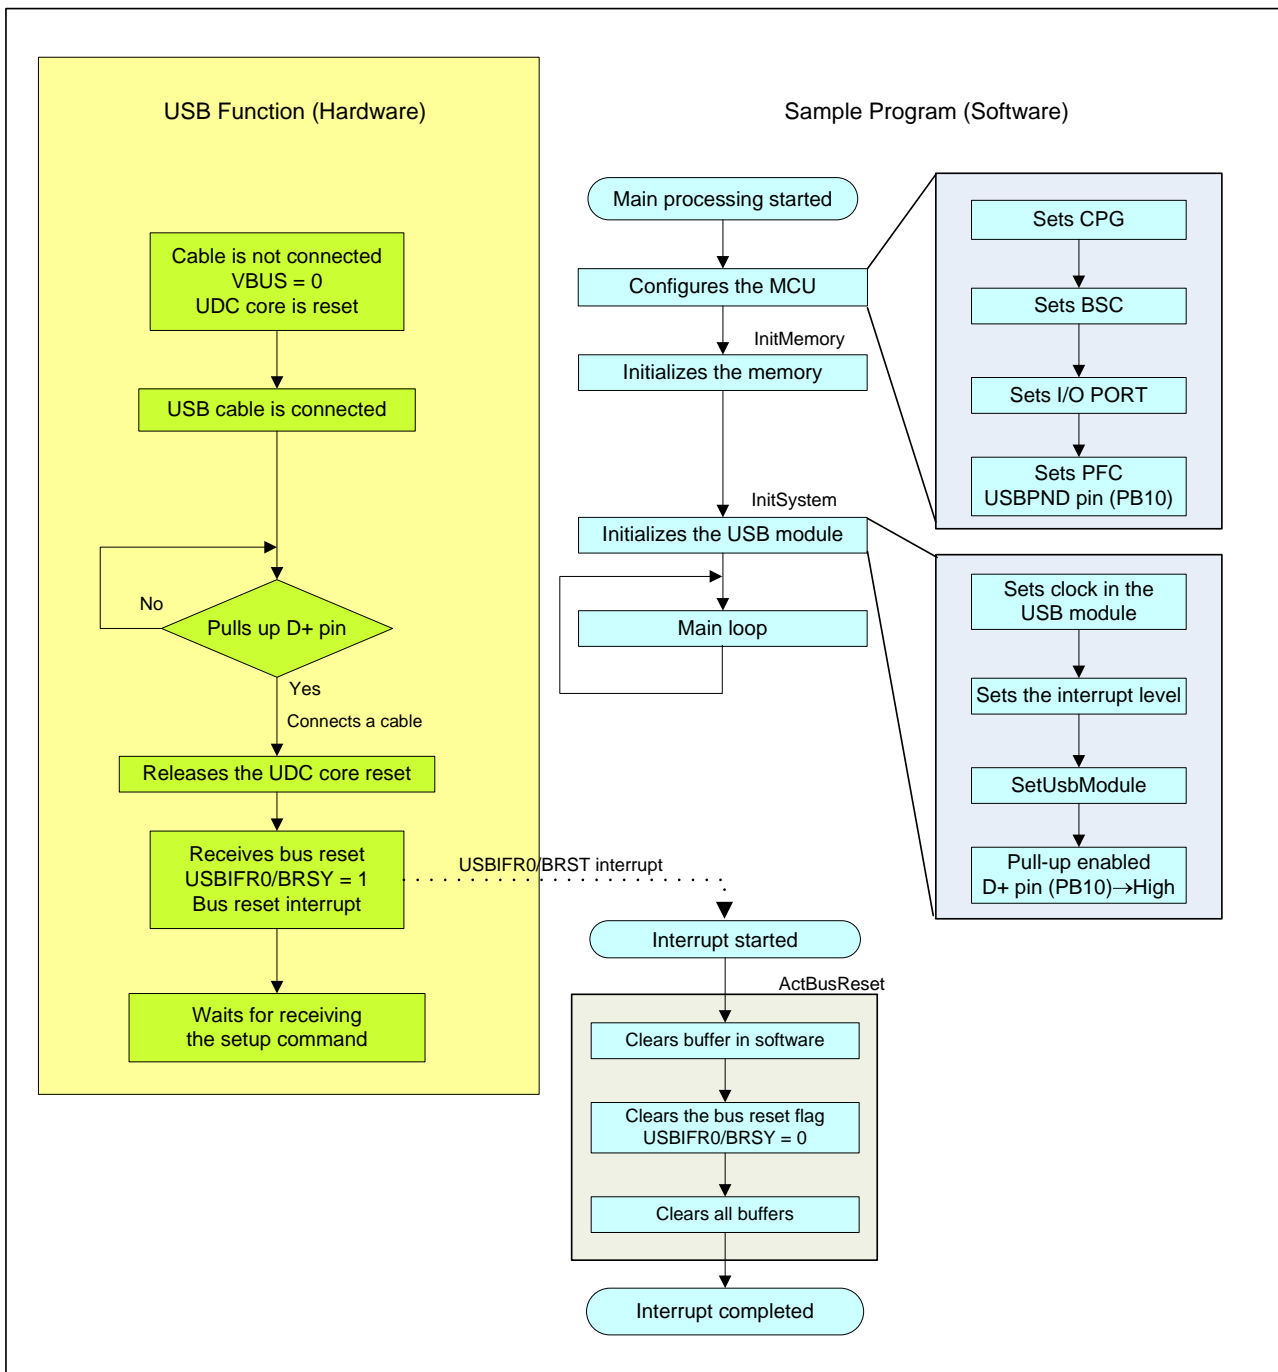 USB Function (Hardware)
Cable is not connected
VBUS = 0
UDC core is reset
USB cable is connected
No
Pulls up D+ pin
Yes
Connects a cable
Releases the UDC core reset
Receives bus reset
USBIFR0/BRSY = 1
Bus reset interrupt
Waits for receiving
the setup command
USBIFR0/BRST interrupt
Sample Program (Software)
Main processing started
Configures the MCU
InitMemory
Initializes the memory
InitSystem
Initializes the USB module
Main loop
Sets CPG
Sets BSC
Sets I/O PORT
Sets PFC
USBPND pin (PB10)
Sets clock in the
USB module
Sets the interrupt level
SetUsbModule
Pull-up enabled
D+ pin (PB10)→High
Interrupt started
ActBusReset
Clears buffer in software
Clears the bus reset flag
USBIFR0/BRSY = 0
Clears all buffers
Interrupt completed